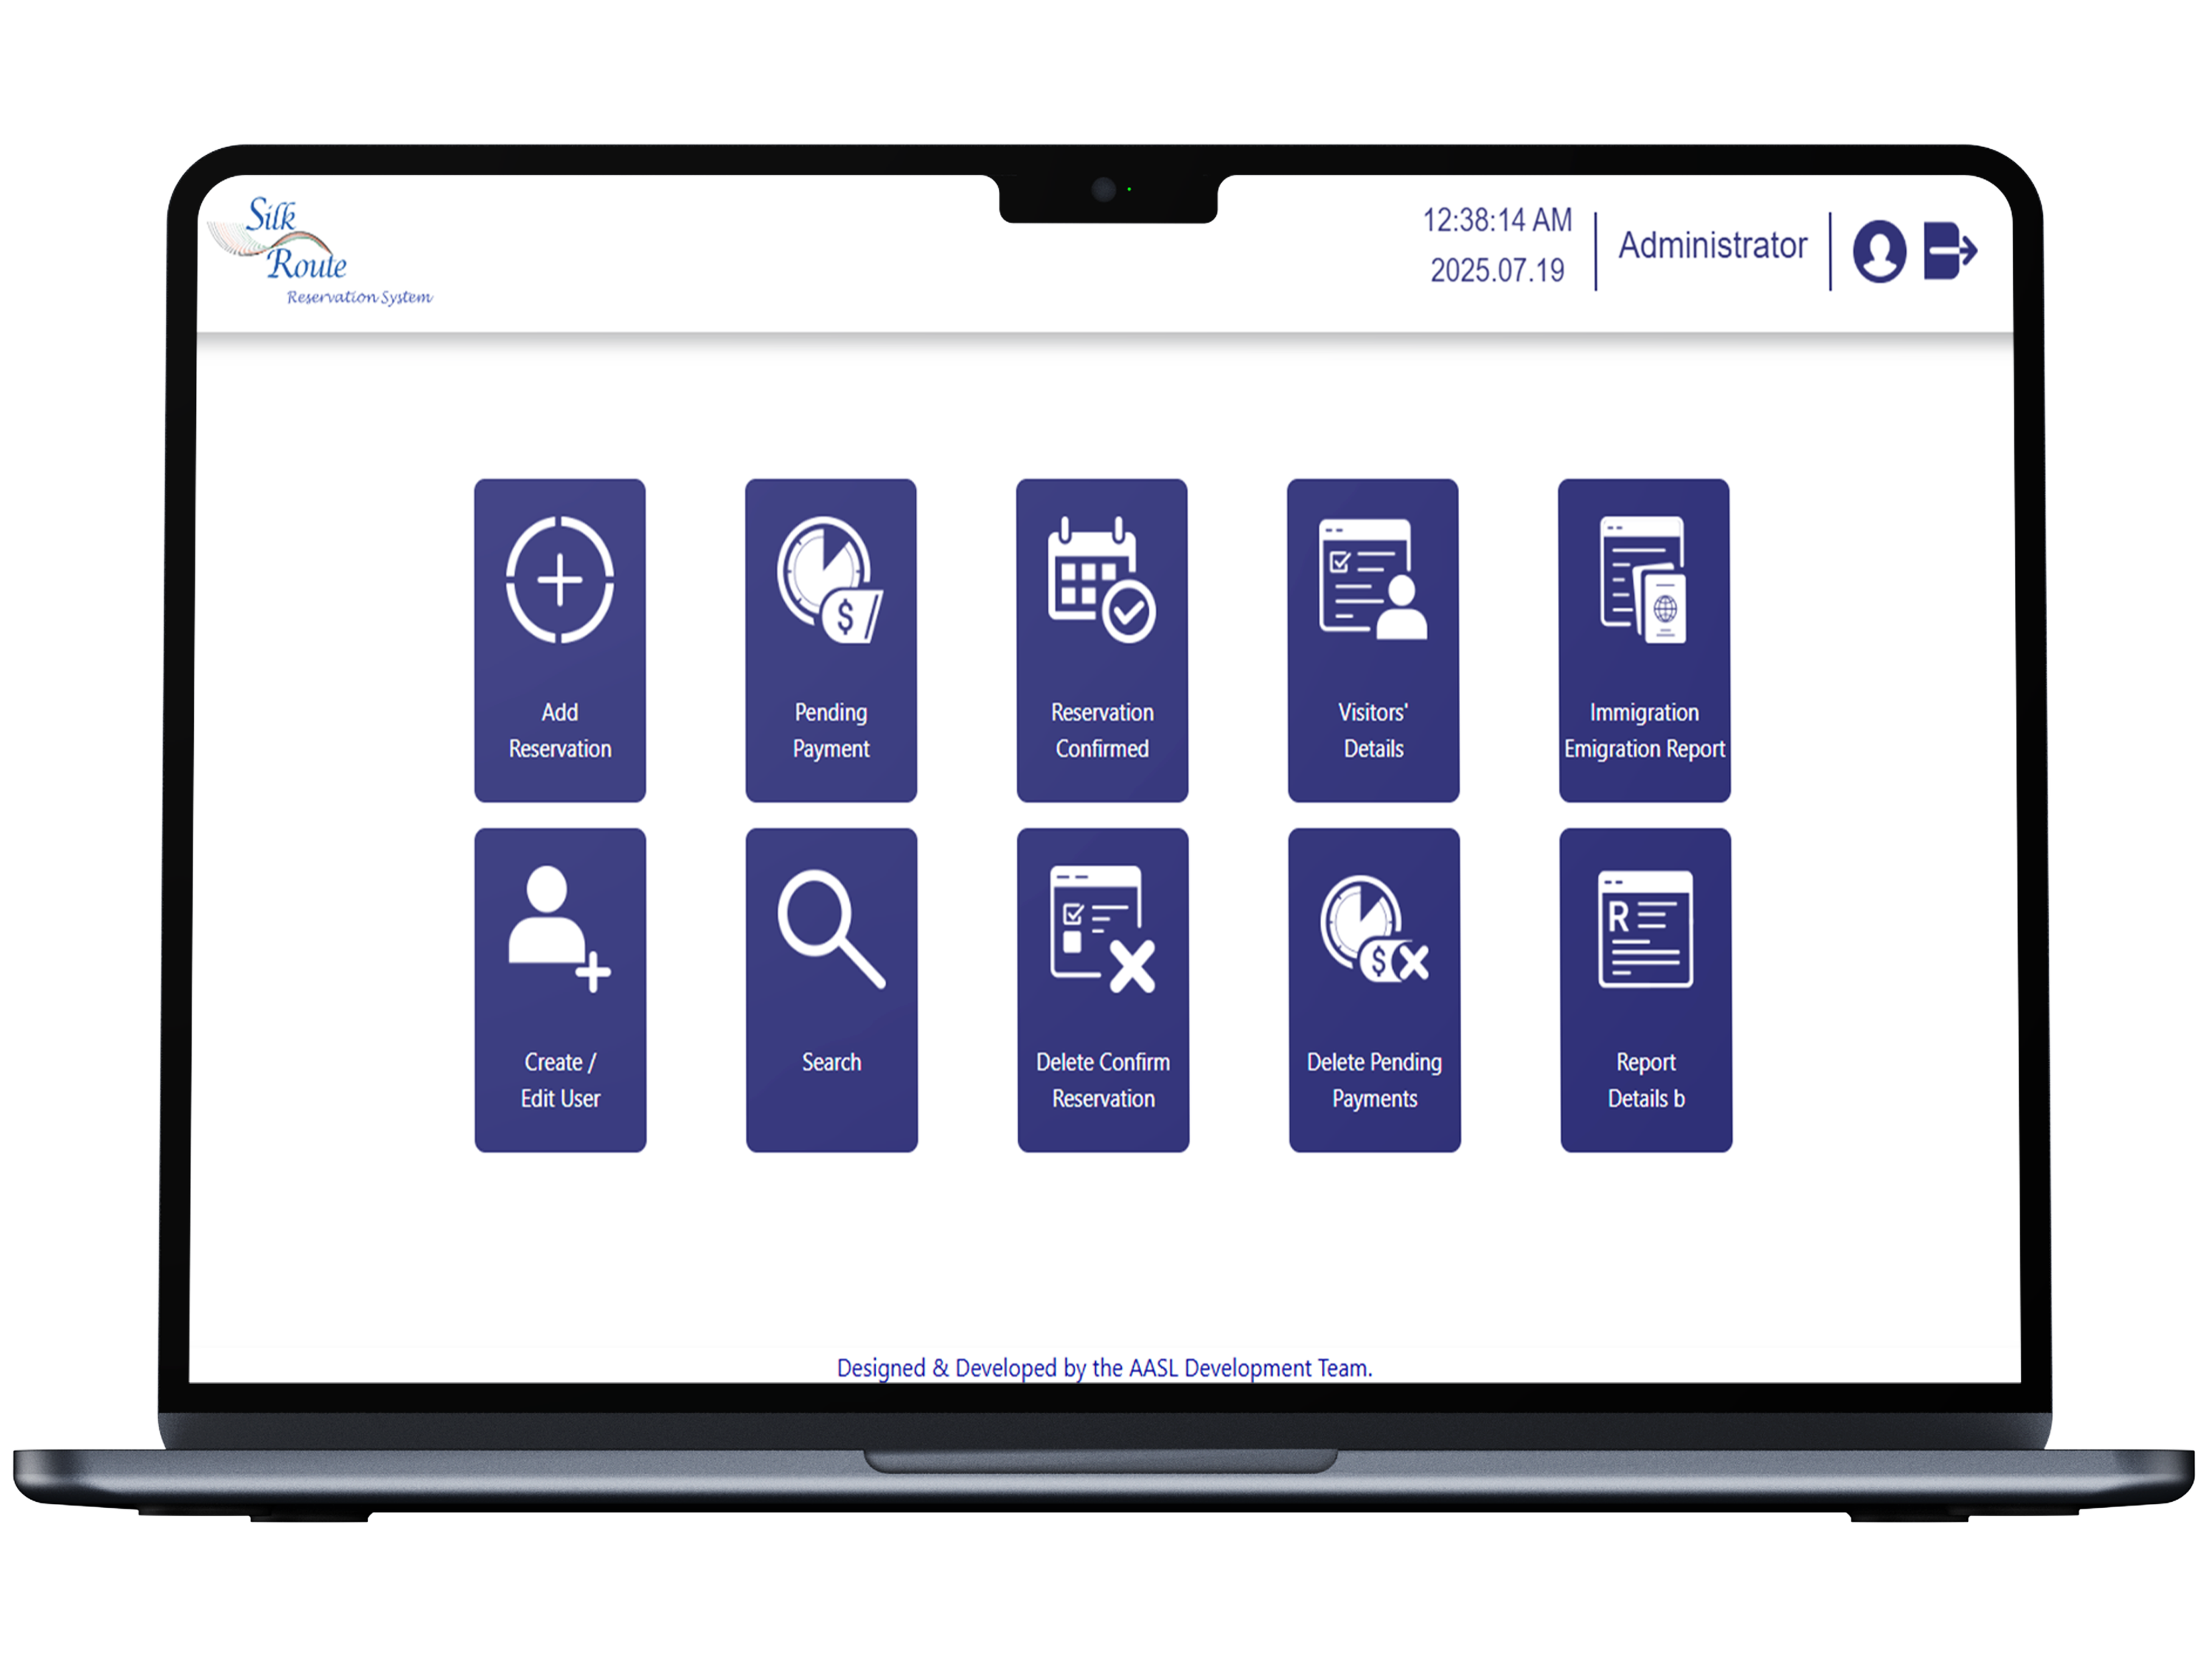 Silk
Route
Reservation System
12:38:14 AM
2025.07.19
Administrator
Add
Reservation
Pending
Payment
Reservation
Confirmed
Visitors'
Details
Immigration
Emigration Report
Create /
Edit User
Search
Delete Confirm
Reservation
Delete Pending
Payments
R
Report
Details b
Designed & Developed by the AASL Development Team.